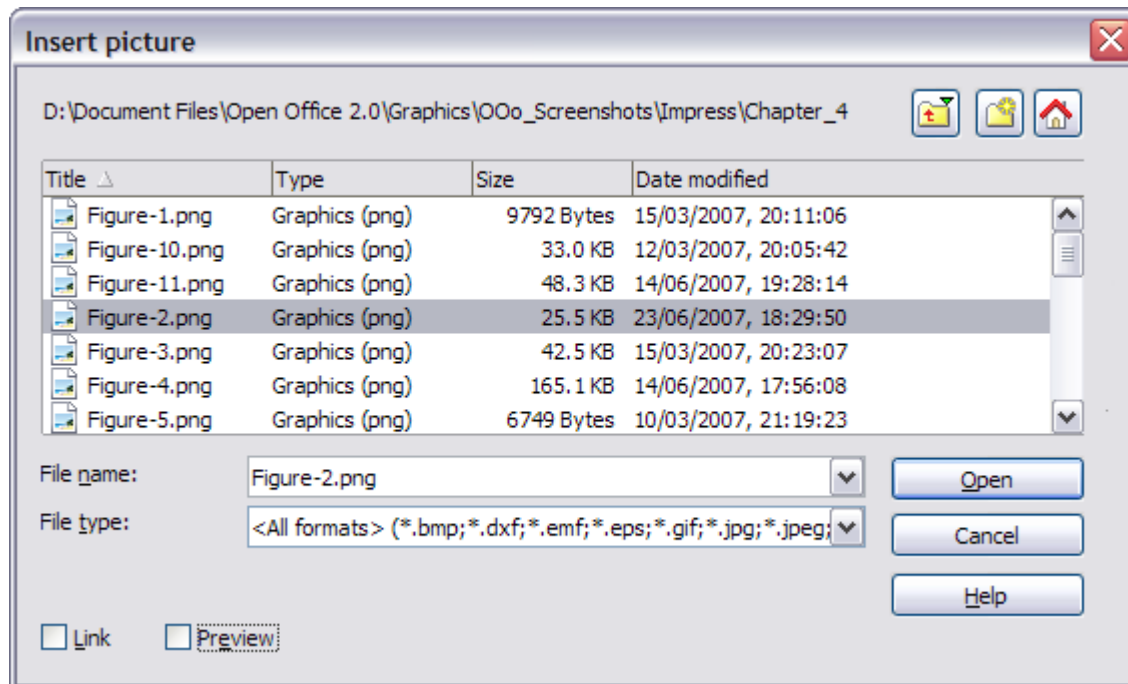 Insert picture
D:\Document Files\Open Office 2.0\Graphics\OOo_Screenshots\Impress\Chapter_4
Title Type Size Date modified
Figure-1.png Graphics (png) 9792 Bytes 15/03/2007, 20:11:06
Figure-10.png Graphics (png) 33.0 KB 12/03/2007, 20:05:42
Figure-11.png Graphics (png) 48.3 KB 14/06/2007, 19:28:14
Figure-2.png Graphics (png) 25.5 KB 23/06/2007, 18:29:50
Figure-3.png Graphics (png) 42.5 KB 15/03/2007, 20:23:07
Figure-4.png Graphics (png) 165.1 KB 14/06/2007, 17:56:08
Figure-5.png Graphics (png) 6749 Bytes 10/03/2007, 21:19:23
File name: Figure-2.png Open
File type: <All formats> (*.bmp;*.dxf;*.emf;*.eps;*.gif;*.jpg;*.jpeg; Cancel
Help
Link Preview